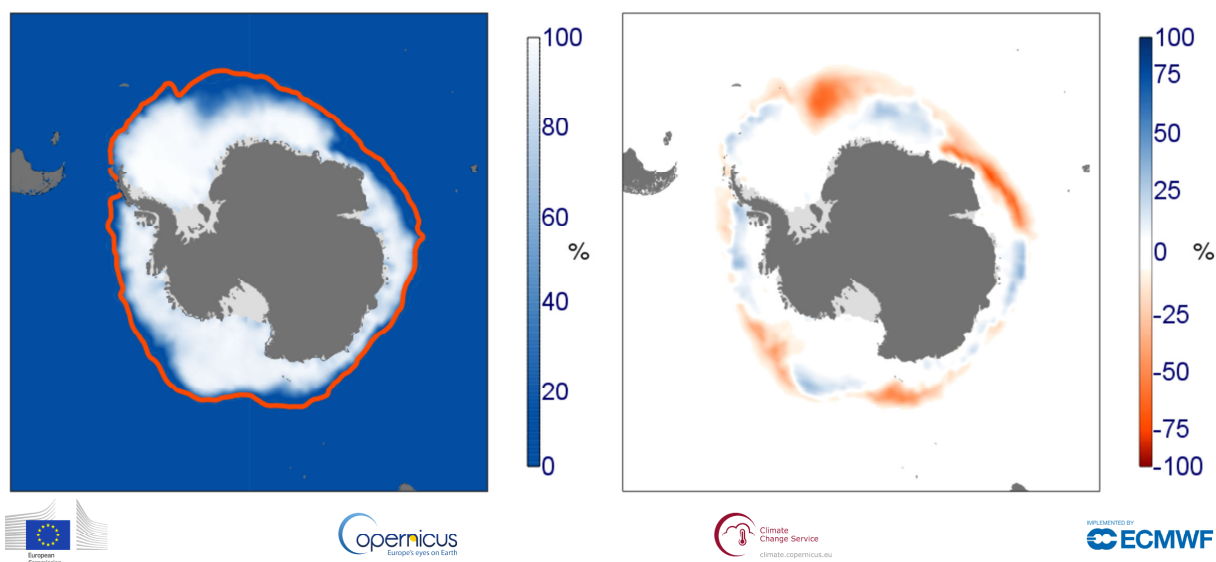 100
80
60
40
20
0
%
100
75
50
25
0
-25
-50
-75
-100
%
European
Commission
opernicus
Europe's eyes on Earth
Climate
Change Service
climate.copernicus.eu
IMPLEMENTED BY
ECMWF